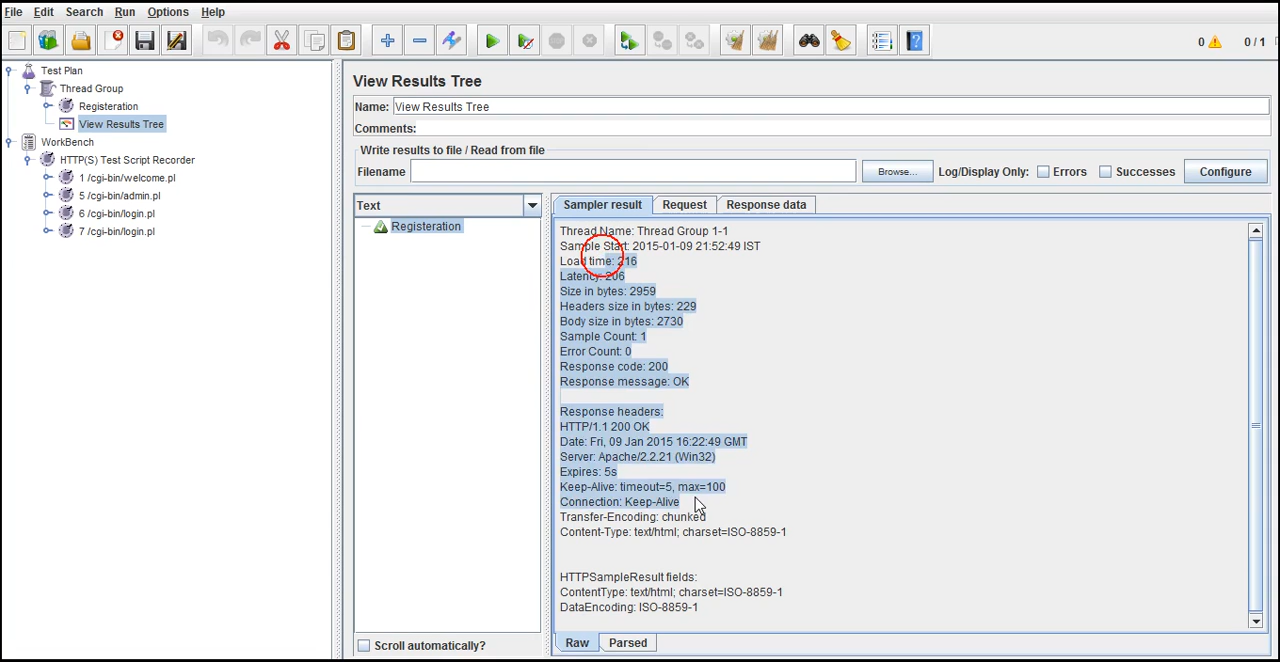 File Edit Search Run Options Help
0 0 / 1
Test Plan
Thread Group
Registeration
View Results Tree
WorkBench
HTTP(S) Test Script Recorder
1 /cgi-bin/welcome.pl
5 /cgi-bin/admin.pl
6 /cgi-bin/login.pl
7 /cgi-bin/login.pl
View Results Tree
Name: View Results Tree
Comments:
Write results to file / Read from file
Filename Browse... Log/Display Only: Errors Successes Configure
Text
Registeration
Scroll automatically?
Sampler result Request Response data
Thread Name: Thread Group 1-1
Sample Start: 2015-01-09 21:52:49 IST
Load time: 216
Latency: 206
Size in bytes: 2959
Headers size in bytes: 229
Body size in bytes: 2730
Sample Count: 1
Error Count: 0
Response code: 200
Response message: OK
Response headers:
HTTP/1.1 200 OK
Date: Fri, 09 Jan 2015 16:22:49 GMT
Server: Apache/2.2.21 (Win32)
Expires: 5s
Keep-Alive: timeout=5, max=100
Connection: Keep-Alive
Transfer-Encoding: chunked
Content-Type: text/html; charset=ISO-8859-1
HTTPSampleResult fields:
ContentType: text/html; charset=ISO-8859-1
DataEncoding: ISO-8859-1
Raw Parsed